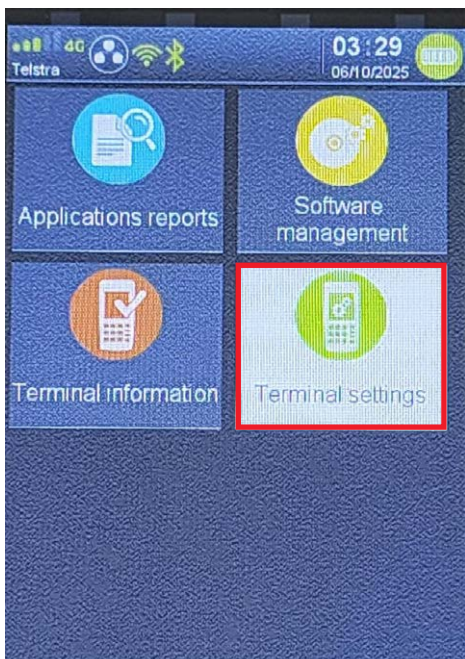 4G
Telstra
03:29
06/10/2025
Applications reports
Software
management
Terminal information
Terminal settings